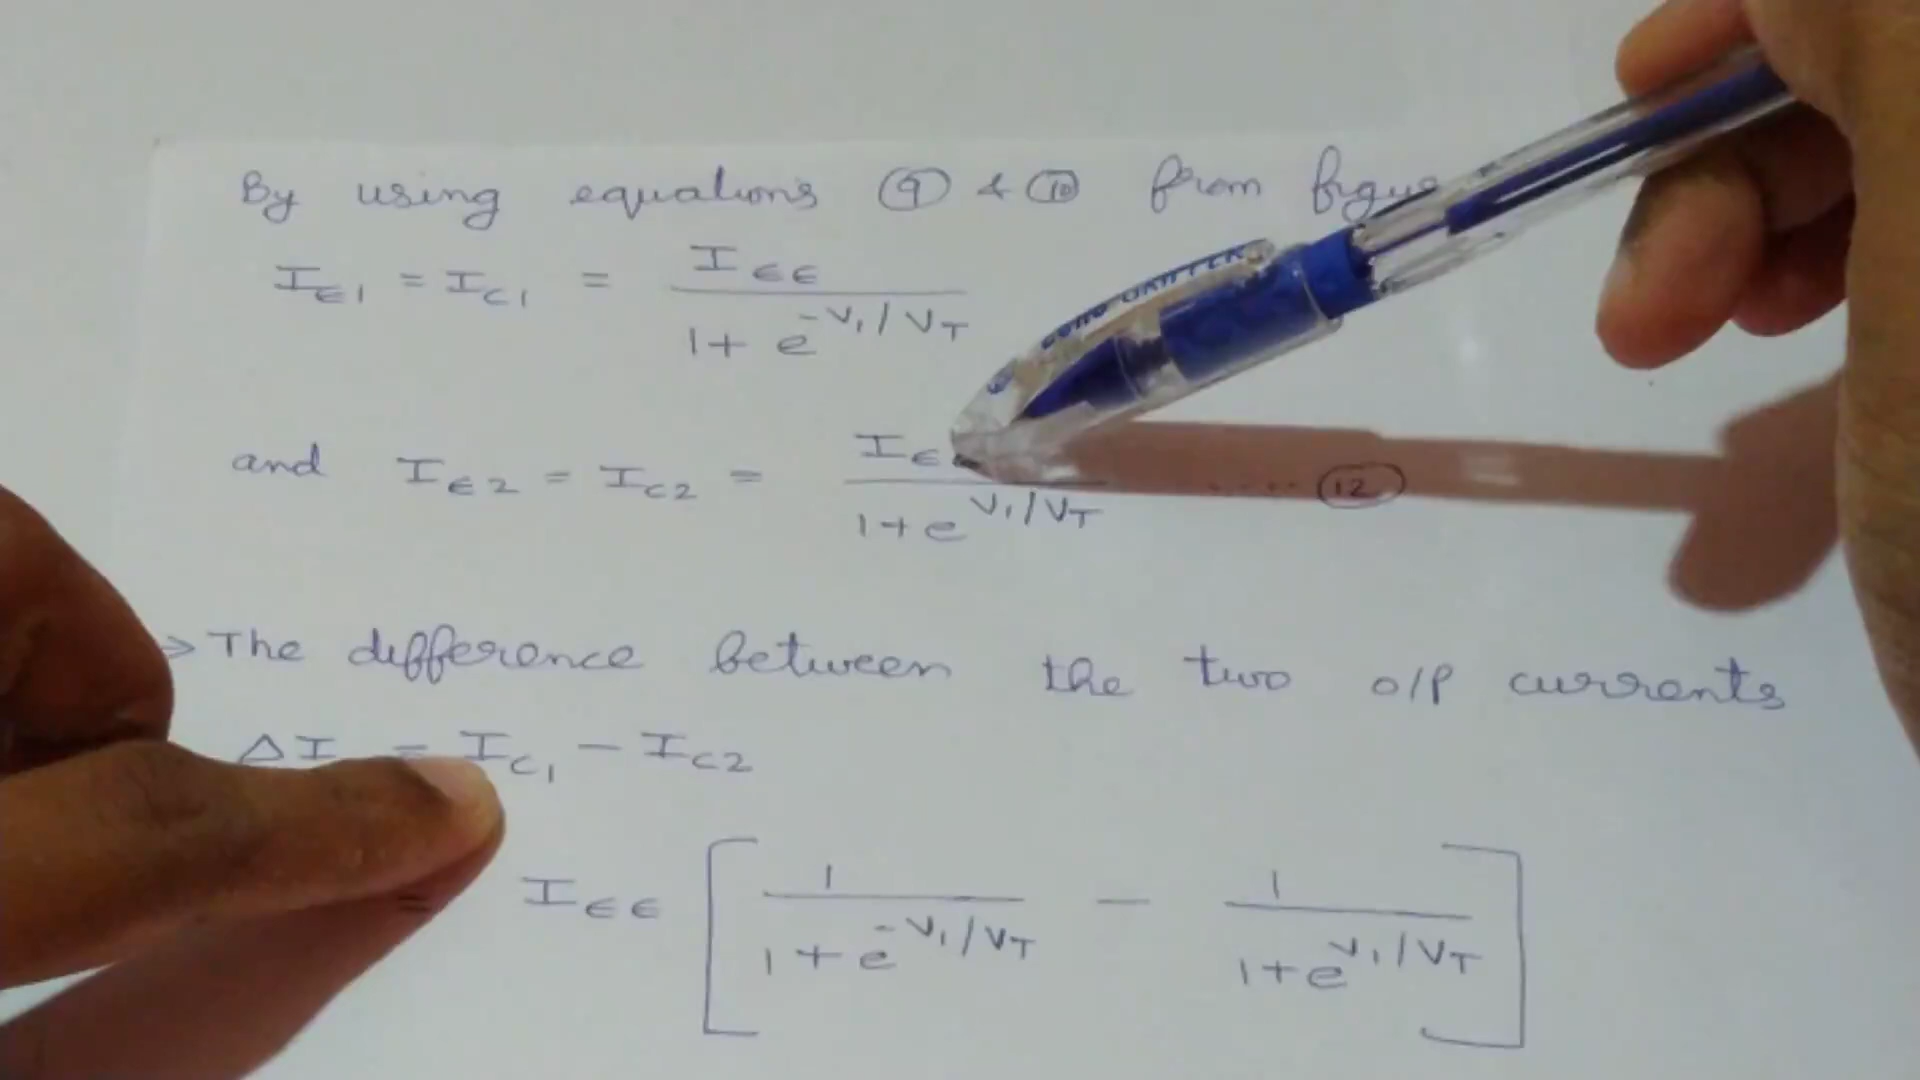 By using equations ⑨ & ⑩ from figu
I_E1 = I_C1 = I_EE / (1 + e^(-V1/VT))
and I_E2 = I_C2 = I_E / (1+e^(V1/VT)) .... ⑫
→ The difference between the two o/p currents
ΔI = I_C1 - I_C2
= I_EE [ 1 / (1+e^(-V1/VT)) - 1 / (1+e^(V1/VT)) ]